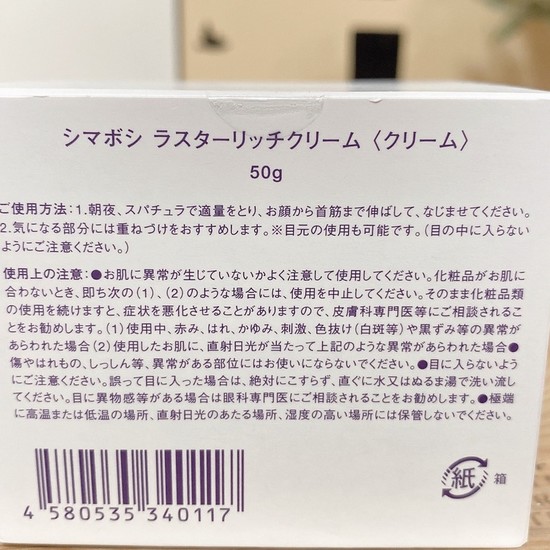 シマボシ ラスターリッチクリーム〈クリーム〉
50g
ご使用方法：1.朝夜、スパチュラで適量をとり、お顔から首筋まで伸ばして、なじませてください。
2.気になる部分には重ねづけをおすすめします。※目元の使用も可能です。（目の中に入らない
ようにご注意ください。）
使用上の注意：●お肌に異常が生じていないかよく注意して使用してください。化粧品がお肌に
合わないとき、即ち次の（1）、（2）のような場合には、使用を中止してください。そのまま化粧品類
の使用を続けますと、症状を悪化させることがありますので、皮膚科専門医等にご相談されるこ
とをお勧めします。（1）使用中、赤み、はれ、かゆみ、刺激、色抜け（白斑等）や黒ずみ等の異常が
あらわれた場合（2）使用したお肌に、直射日光が当たって上記のような異常があらわれた場合●
傷やはれもの、しっしん等、異常がある部位にはお使いにならないでください。●目に入らないよ
うにご注意ください。誤って目に入った場合は、絶対にこすらず、直ぐに水又はぬるま湯で洗い流し
てください。目に異物感等がある場合は眼科専門医にご相談されることをお勧めします。●極端
に高温または低温の場所、直射日光のあたる場所、湿度の高い場所には保管しないでください。
紙 箱
4 580535 340117